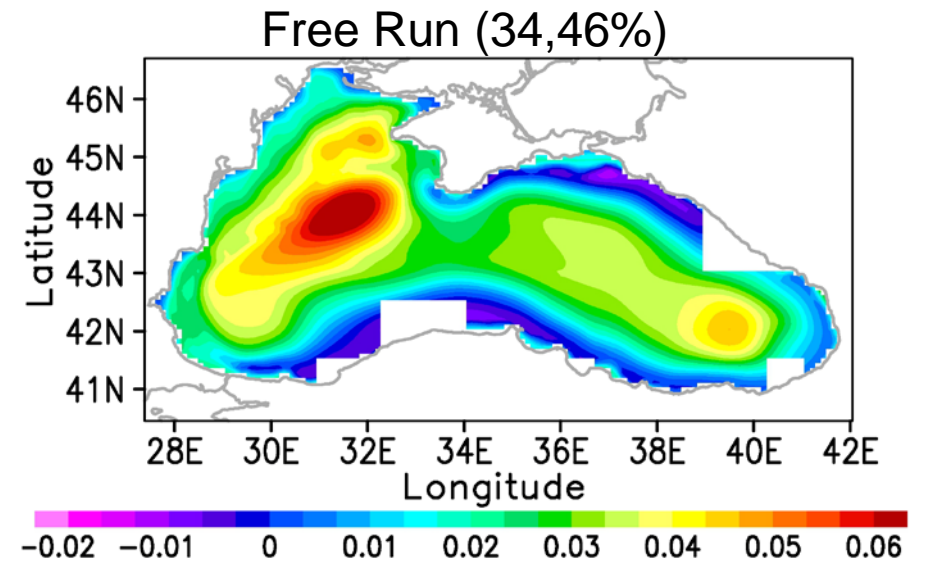 Free Run (34,46%)
46N
45N
44N
43N
42N
41N
Latitude
28E 30E 32E 34E 36E 38E 40E 42E
Longitude
−0.02 −0.01 0 0.01 0.02 0.03 0.04 0.05 0.06